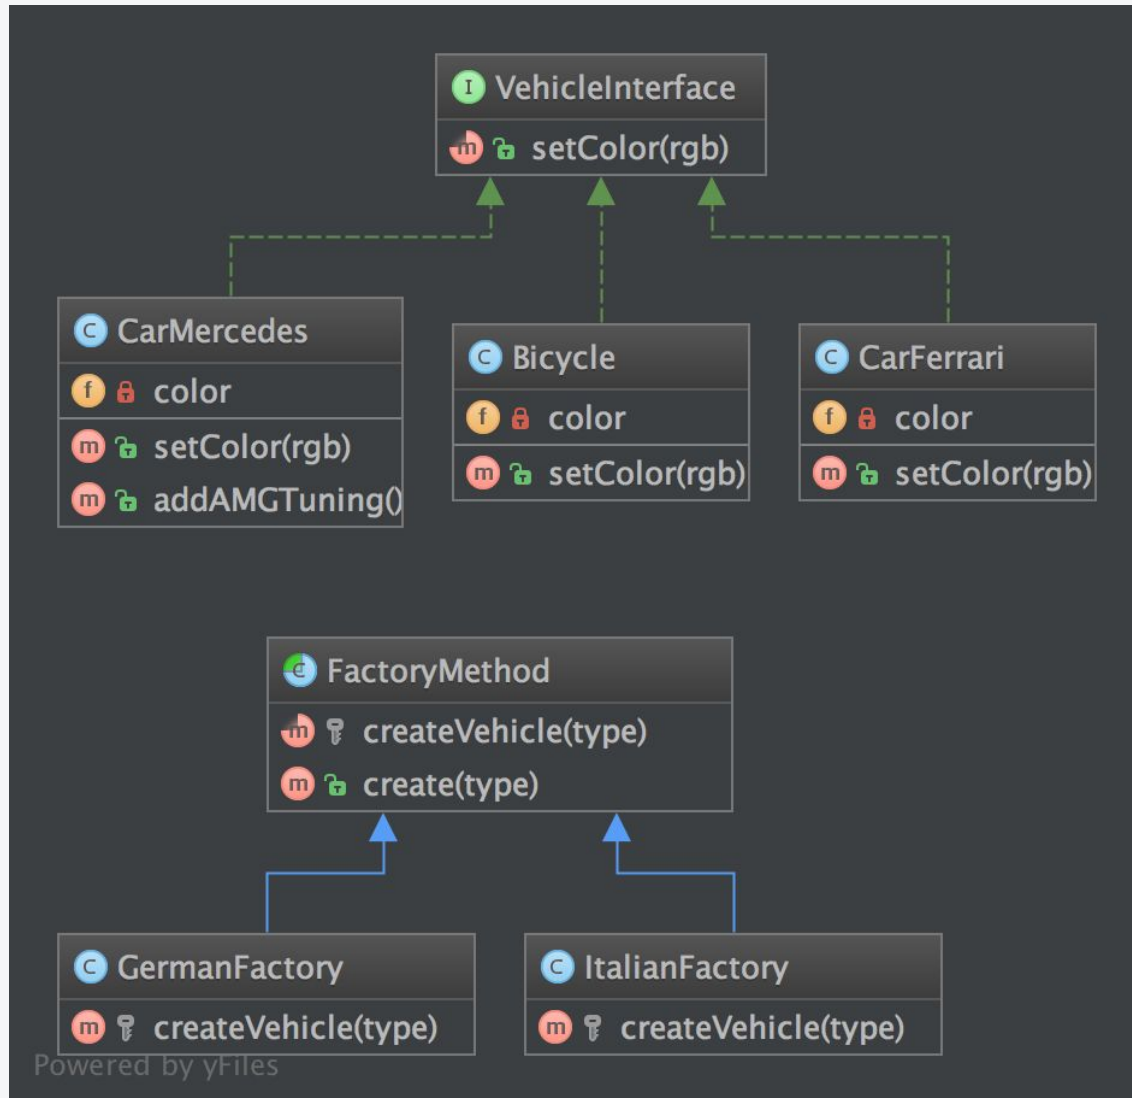 I VehicleInterface
m setColor(rgb)
C CarMercedes
f color
m setColor(rgb)
m addAMGTuning()
C Bicycle
f color
m setColor(rgb)
C CarFerrari
f color
m setColor(rgb)
C FactoryMethod
m createVehicle(type)
m create(type)
C GermanFactory
m createVehicle(type)
C ItalianFactory
m createVehicle(type)
Powered by yFiles